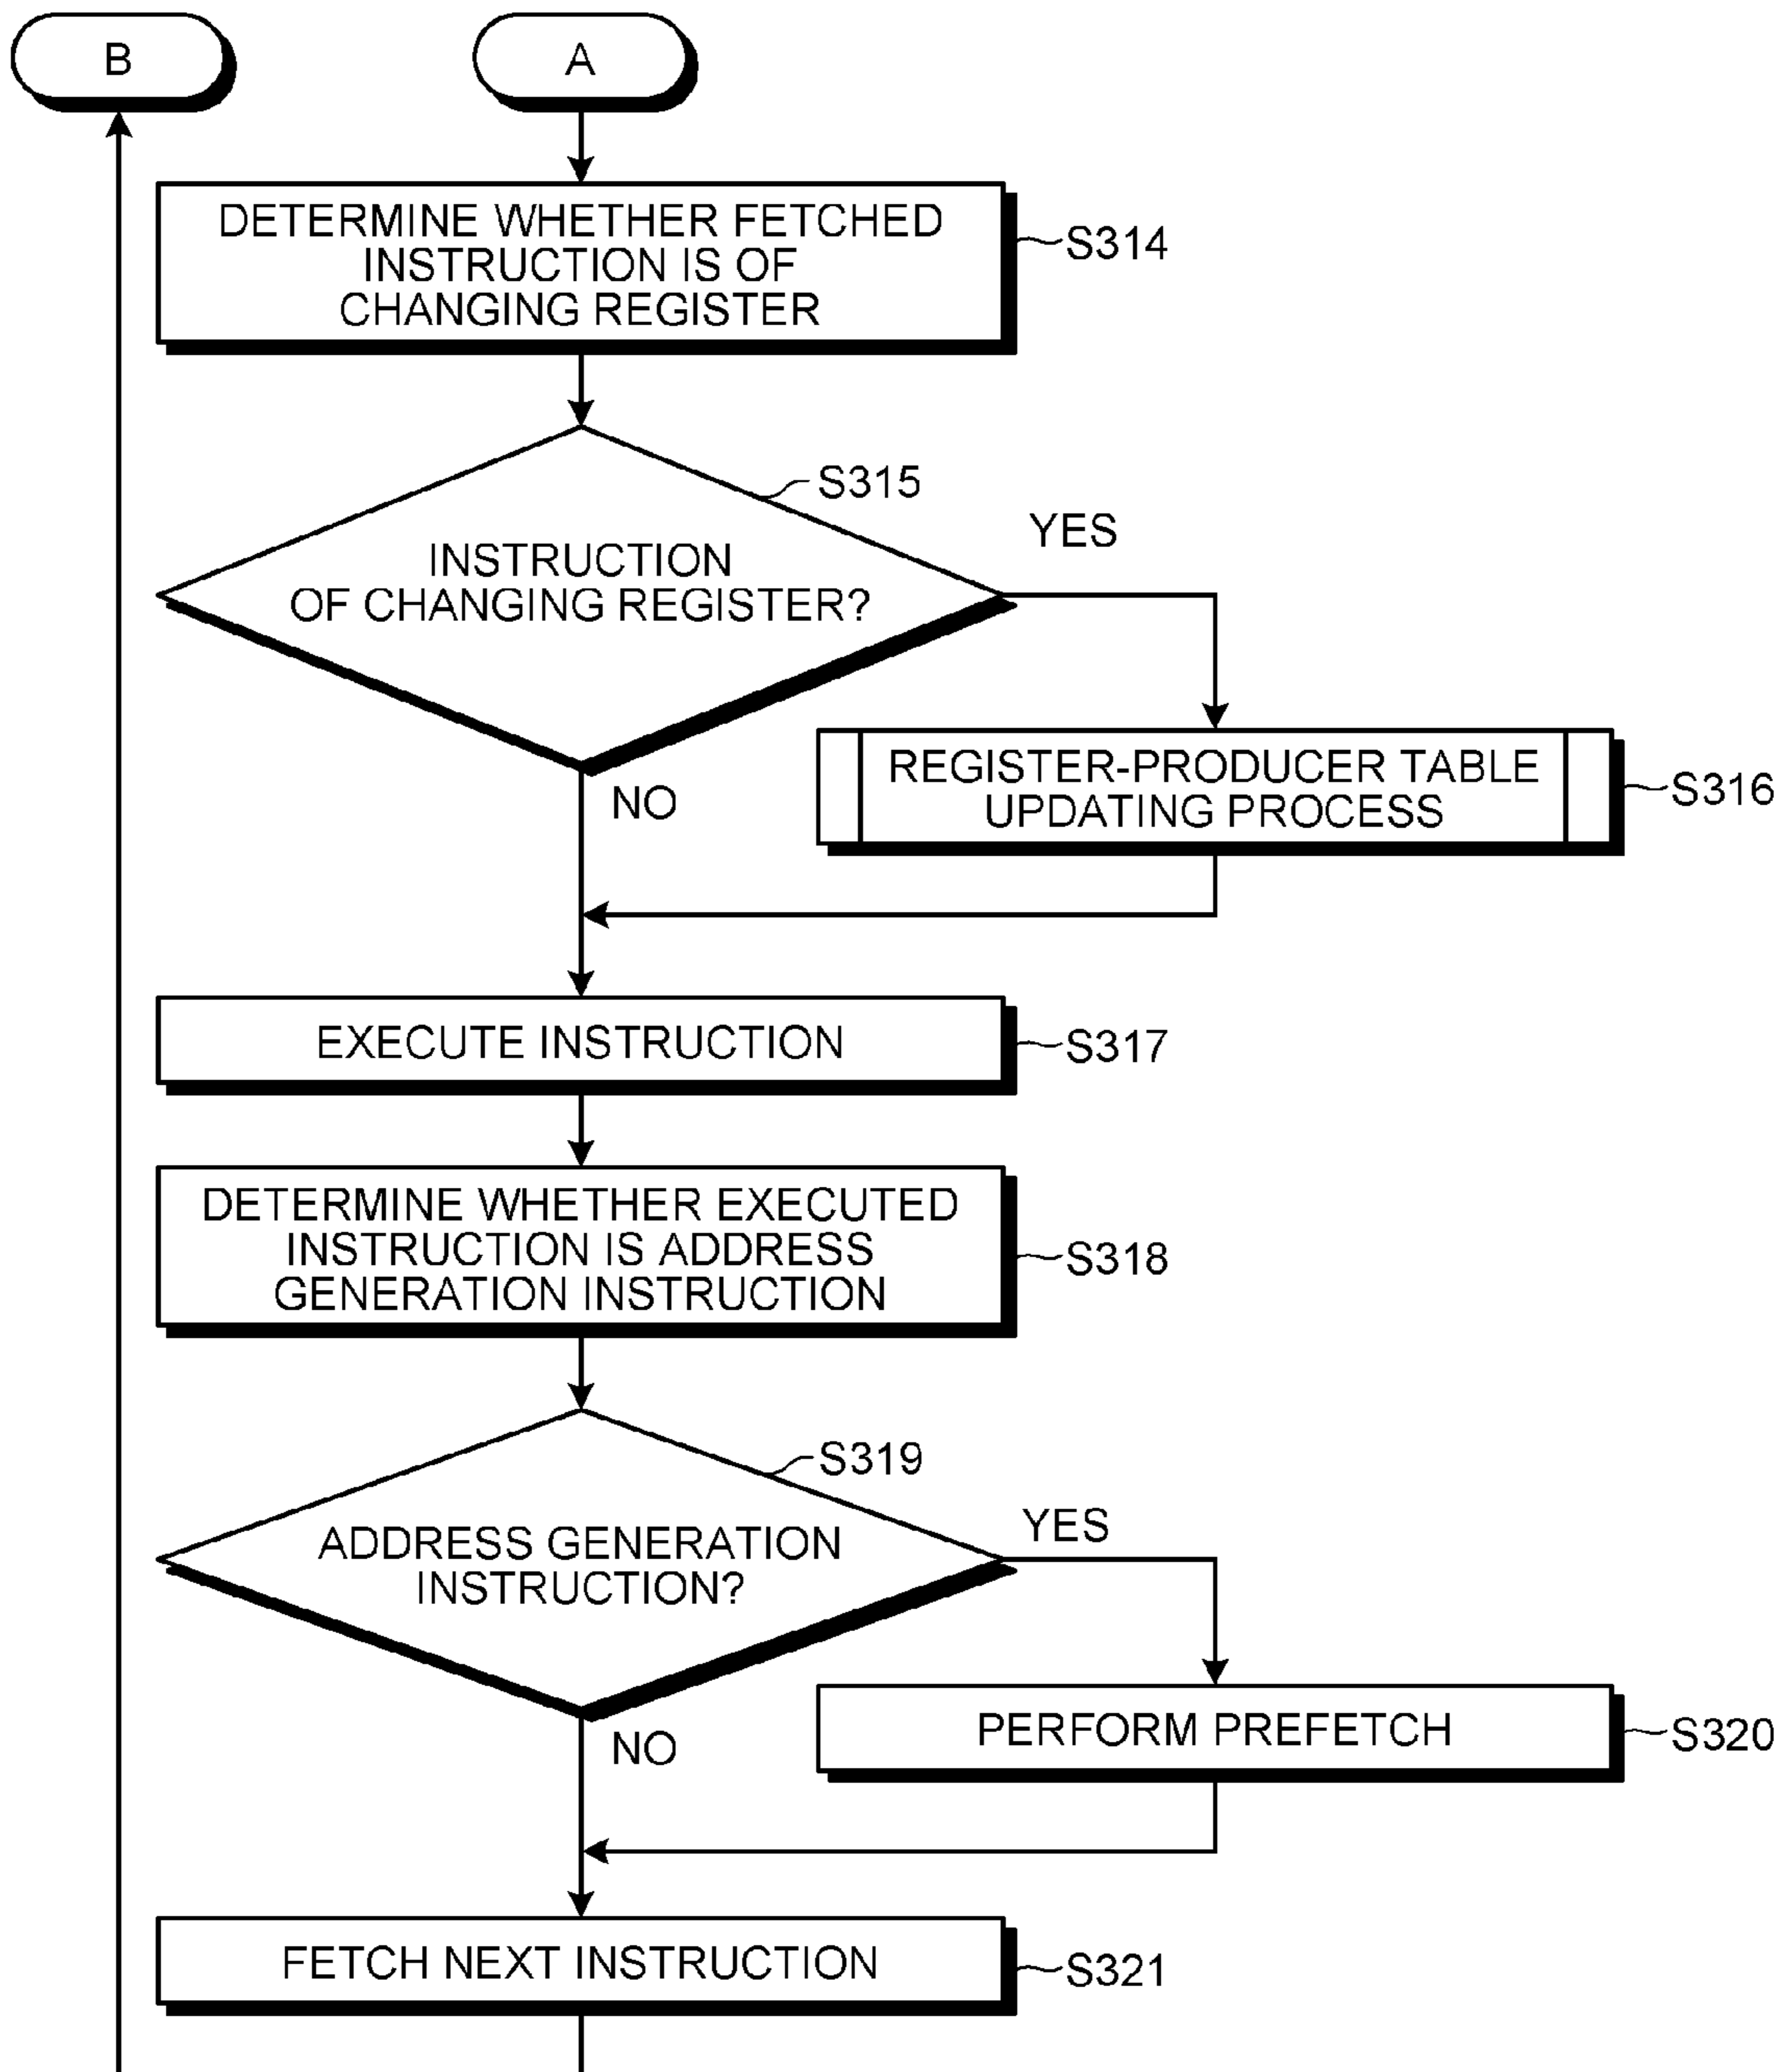 B
A
DETERMINE WHETHER FETCHED
INSTRUCTION IS OF
CHANGING REGISTER
S314
S315
INSTRUCTION
OF CHANGING REGISTER?
YES
NO
REGISTER-PRODUCER TABLE
UPDATING PROCESS
S316
EXECUTE INSTRUCTION
S317
DETERMINE WHETHER EXECUTED
INSTRUCTION IS ADDRESS
GENERATION INSTRUCTION
S318
S319
ADDRESS GENERATION
INSTRUCTION?
YES
NO
PERFORM PREFETCH
S320
FETCH NEXT INSTRUCTION
S321